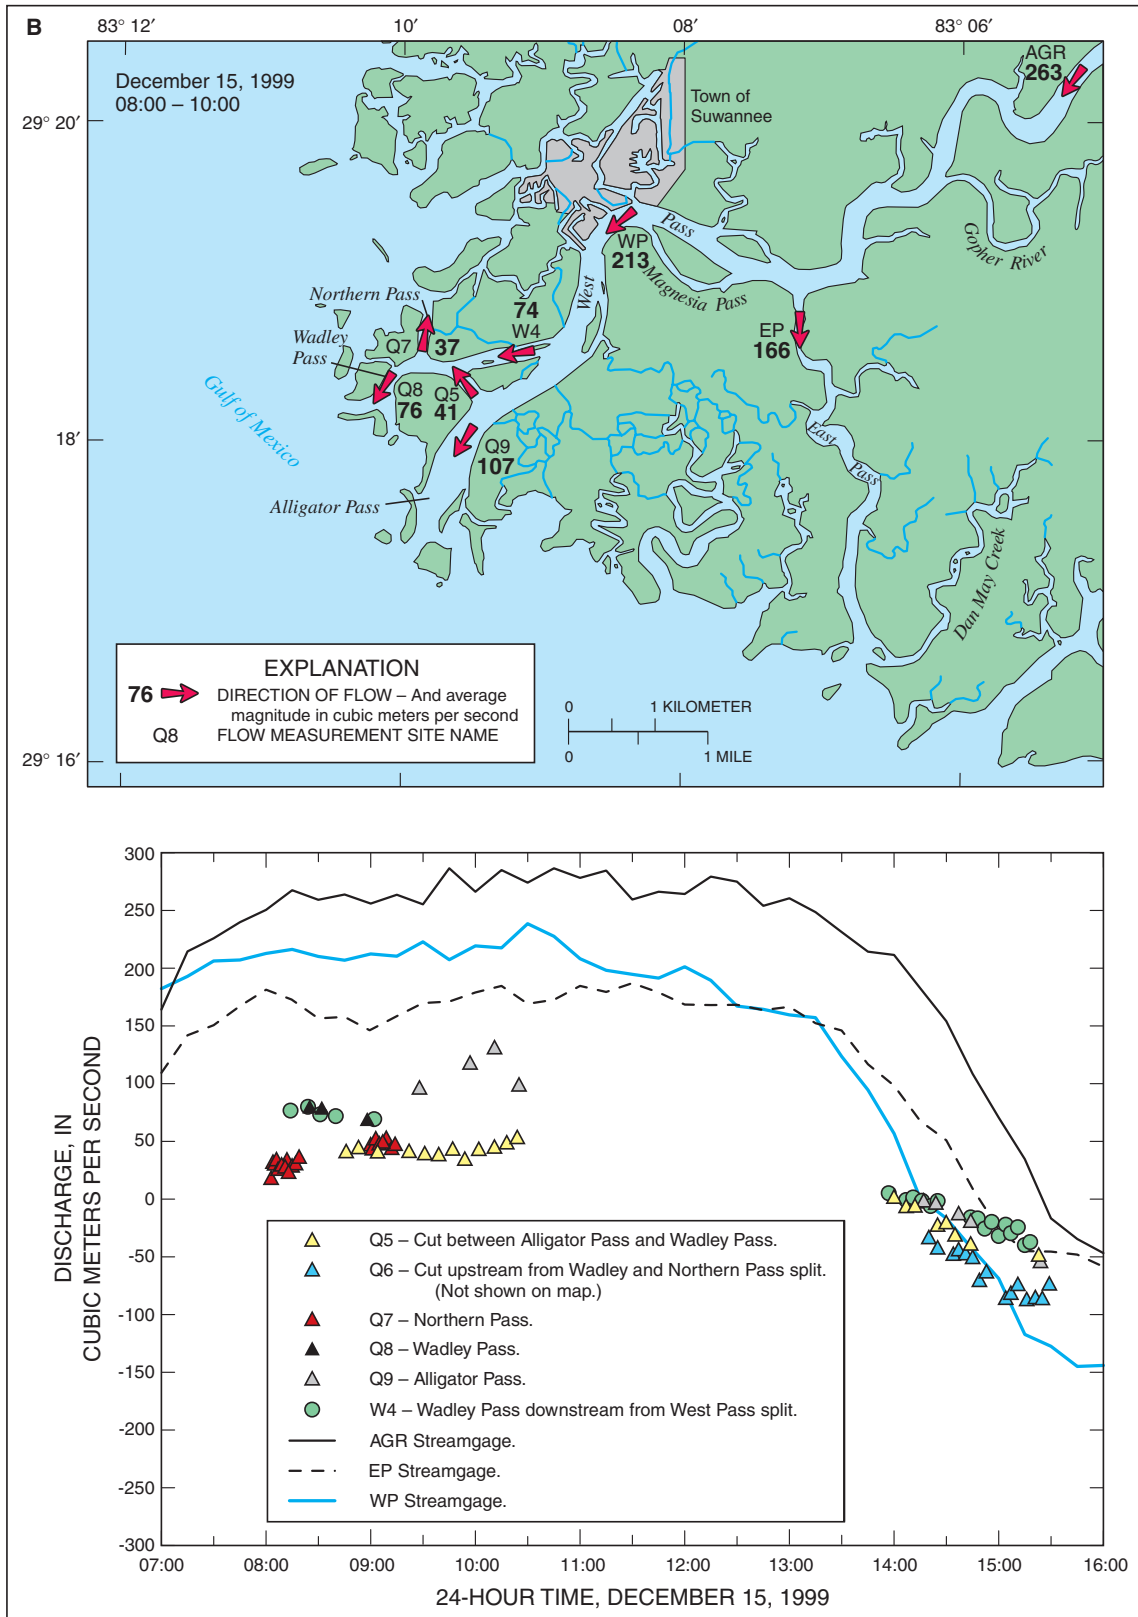 B
83° 12′
10′
08′
83° 06′
December 15, 1999
08:00 – 10:00
AGR
263
29° 20′
Town of
Suwannee
Pass
WP
213
Magnesia Pass
Gopher River
West
Northern Pass
74
W4
Wadley
Pass
Q7
37
EP
166
Q8
76
Q5
41
Gulf of Mexico
18′
Q9
107
East
Pass
Alligator Pass
Dan May Creek
EXPLANATION
76 DIRECTION OF FLOW – And average
magnitude in cubic meters per second
Q8 FLOW MEASUREMENT SITE NAME
0 1 KILOMETER
0 1 MILE
29° 16′
300
250
200
150
100
50
0
-50
-100
-150
-200
-250
-300
DISCHARGE, IN
CUBIC METERS PER SECOND
Q5 – Cut between Alligator Pass and Wadley Pass.
Q6 – Cut upstream from Wadley and Northern Pass split.
(Not shown on map.)
Q7 – Northern Pass.
Q8 – Wadley Pass.
Q9 – Alligator Pass.
W4 – Wadley Pass downstream from West Pass split.
AGR Streamgage.
EP Streamgage.
WP Streamgage.
07:00 08:00 09:00 10:00 11:00 12:00 13:00 14:00 15:00 16:00
24-HOUR TIME, DECEMBER 15, 1999